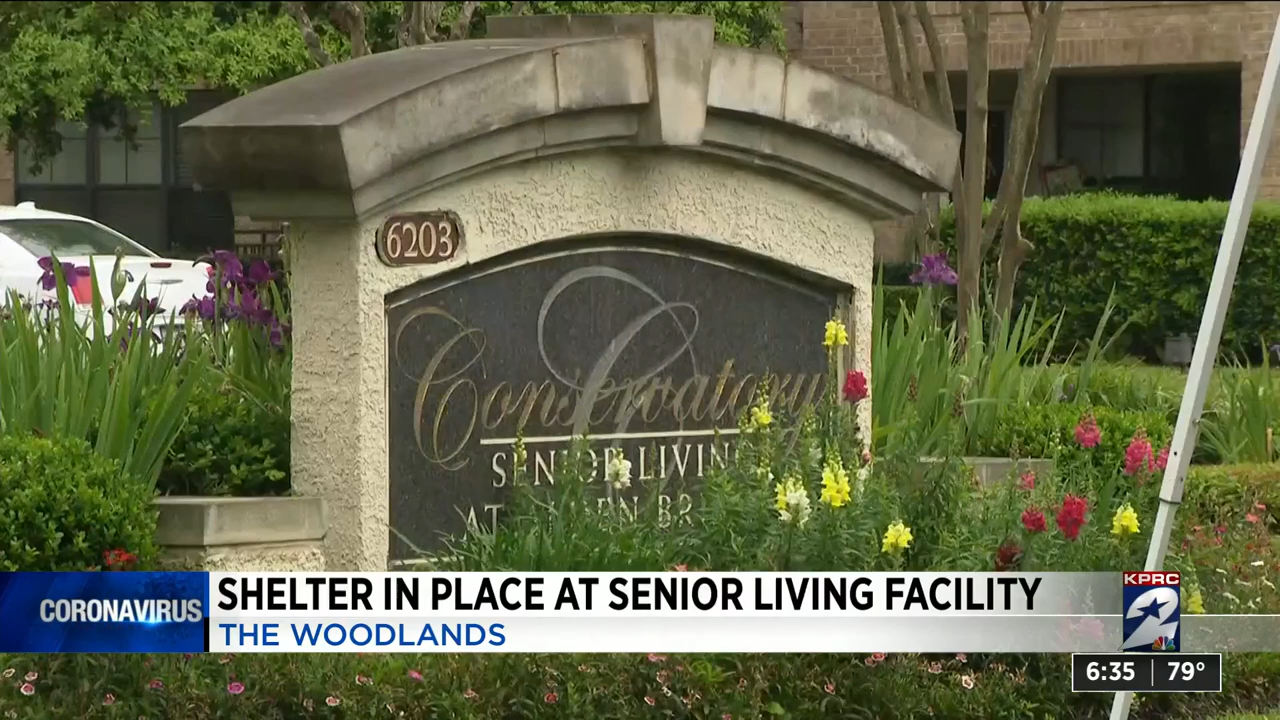 6203
Conservatory
SENIOR LIVING
AT
CORONAVIRUS
SHELTER IN PLACE AT SENIOR LIVING FACILITY
THE WOODLANDS
KPRC
2
6:35
79°